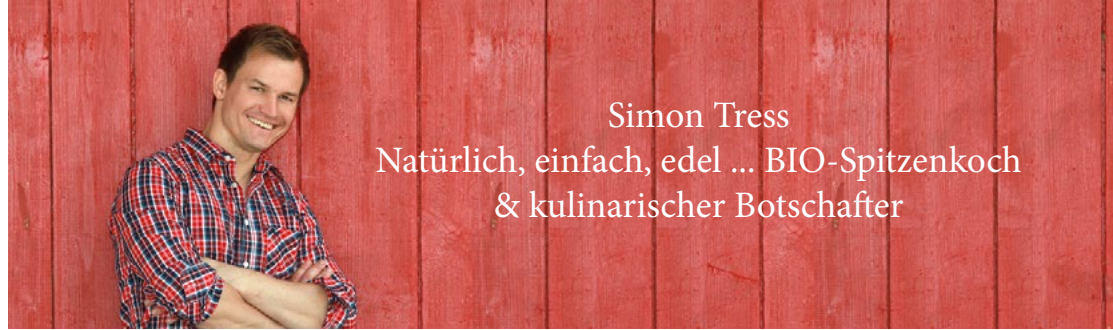 Simon Tress
Natürlich, einfach, edel ... BIO-Spitzenkoch
& kulinarischer Botschafter